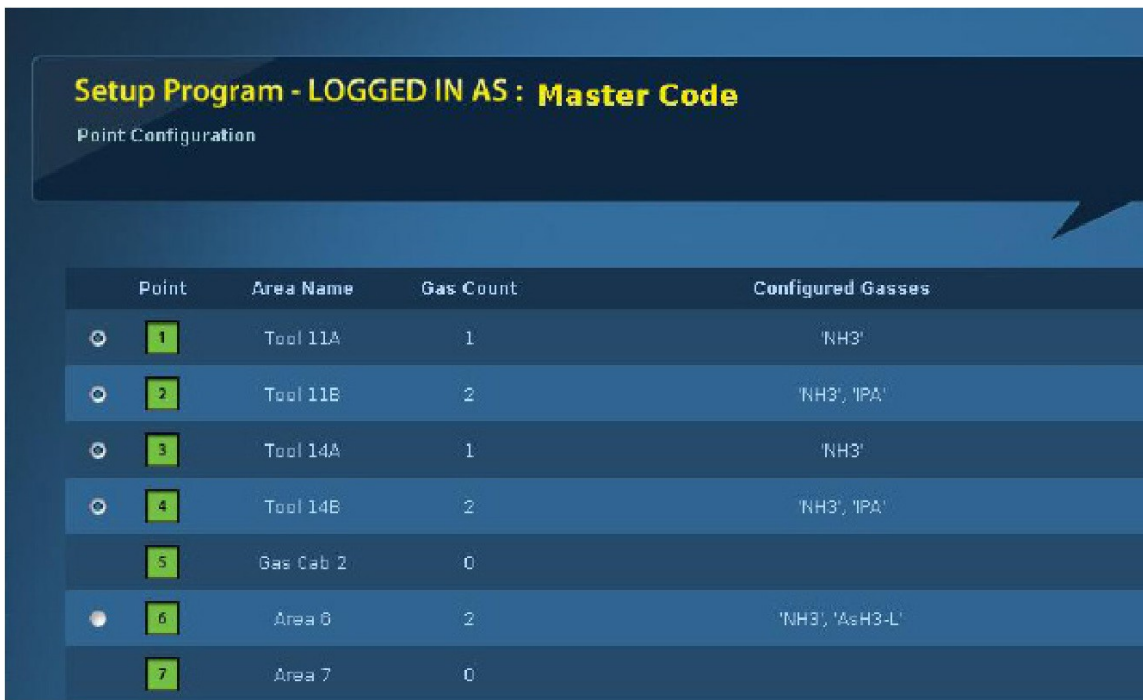 Setup Program - LOGGED IN AS : Master Code
Point Configuration
Point Area Name Gas Count Configured Gasses
1 Tool 11A 1 'NH3'
2 Tool 11B 2 'NH3', 'IPA'
3 Tool 14A 1 'NH3'
4 Tool 14B 2 'NH3', 'IPA'
5 Gas Cab 2 0
6 Area 6 2 'NH3', 'AsH3-L'
7 Area 7 0